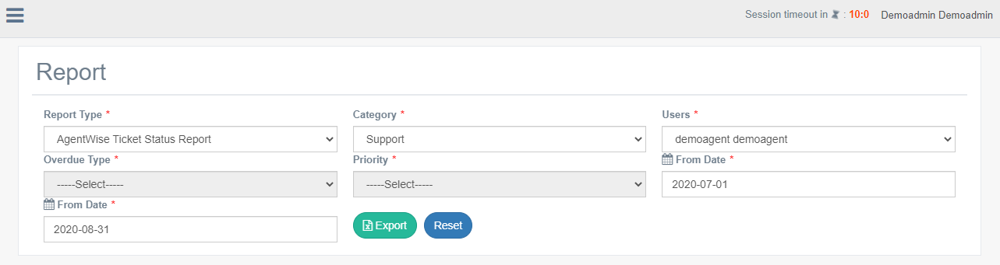 Session timeout in : 10:0 Demoadmin Demoadmin
Report
Report Type * Category * Users *
AgentWise Ticket Status Report Support demoagent demoagent
Overdue Type * Priority * From Date *
-----Select----- -----Select----- 2020-07-01
From Date *
2020-08-31 Export Reset